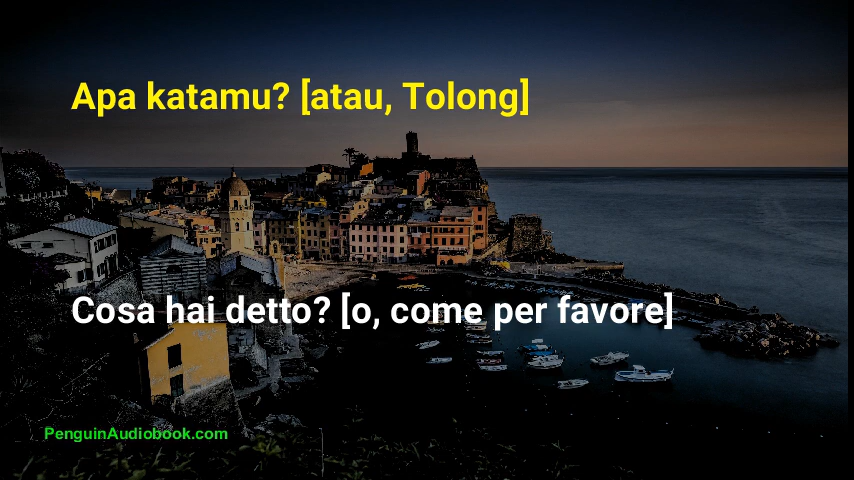 Apa katamu? [atau, Tolong]
Cosa hai detto? [o, come per favore]
PenguinAudiobook.com